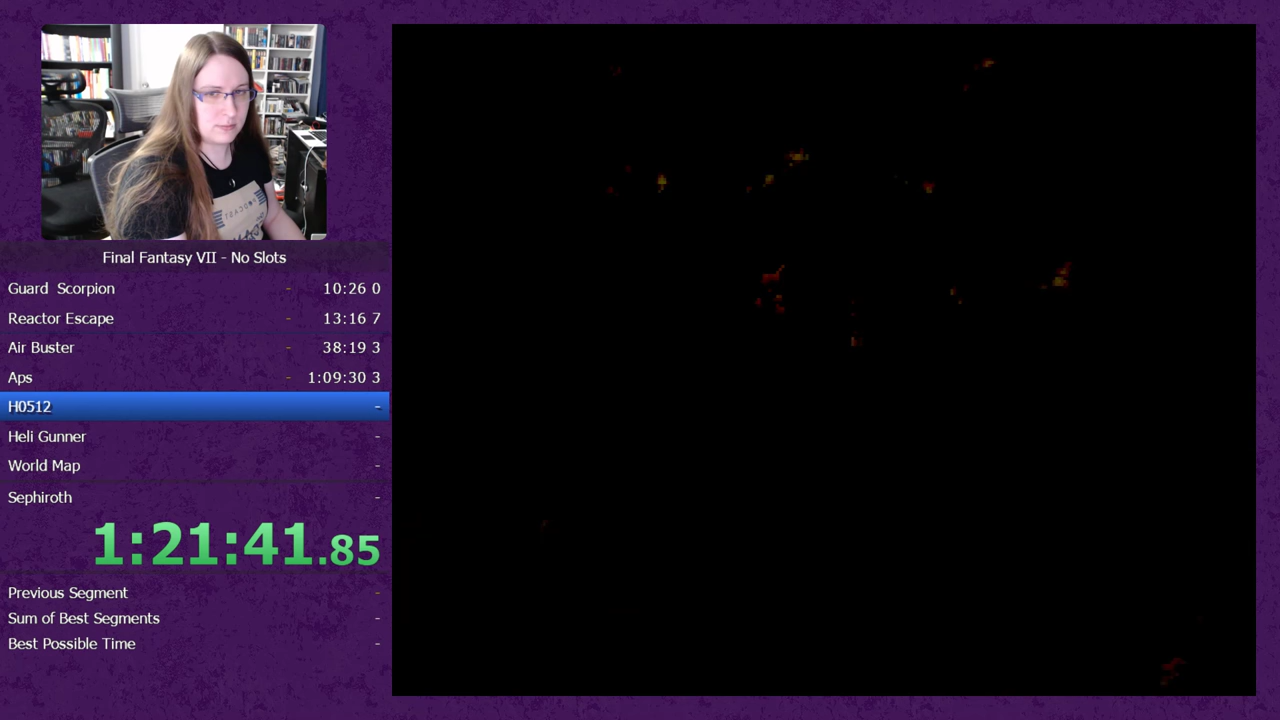 Final Fantasy VII - No Slots
Guard Scorpion - 10:26 0
Reactor Escape - 13:16 7
Air Buster - 38:19 3
Aps - 1:09:30 3
H0512 -
Heli Gunner -
World Map -
Sephiroth -
1:21:41.85
Previous Segment -
Sum of Best Segments -
Best Possible Time -